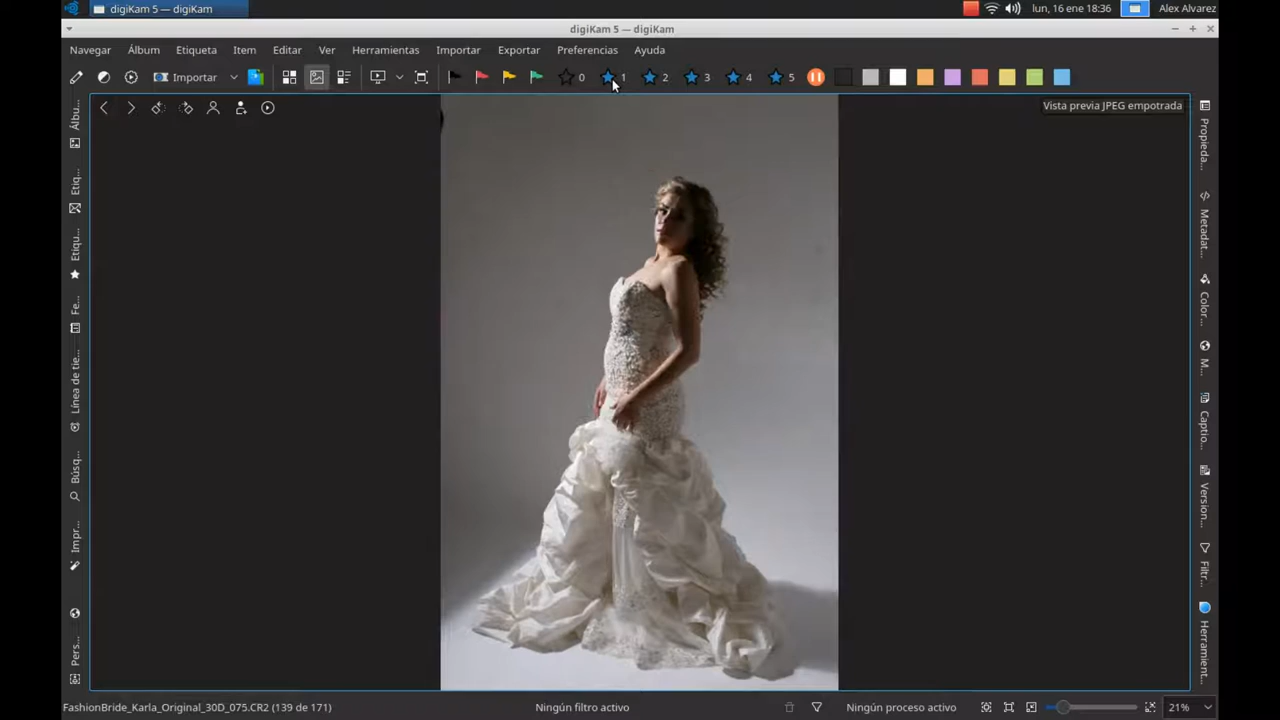 digiKam 5 — digiKam
lun, 16 ene 18:36
Alex Alvarez
digiKam 5 — digiKam
Navegar Álbum Etiqueta Item Editar Ver Herramientas Importar Exportar Preferencias Ayuda
Importar 0 1 2 3 4 5
Vista previa JPEG empotrada
Álbu...
Etiq...
Etiqu...
Fe...
Línea de tie...
Búsq...
Impr...
Pers...
Propieda...
Metadat...
Color...
M...
Captio...
Version...
Filtr...
Herramient...
FashionBride_Karla_Original_30D_075.CR2 (139 de 171)
Ningún filtro activo
Ningún proceso activo
21%